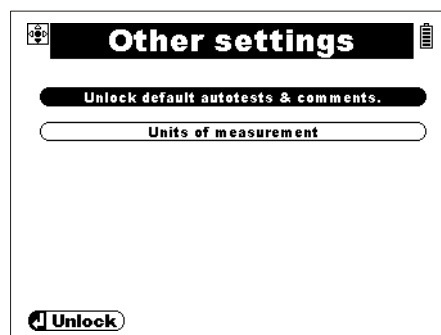 Other settings
Unlock default autotests & comments.
Units of measurement
Unlock